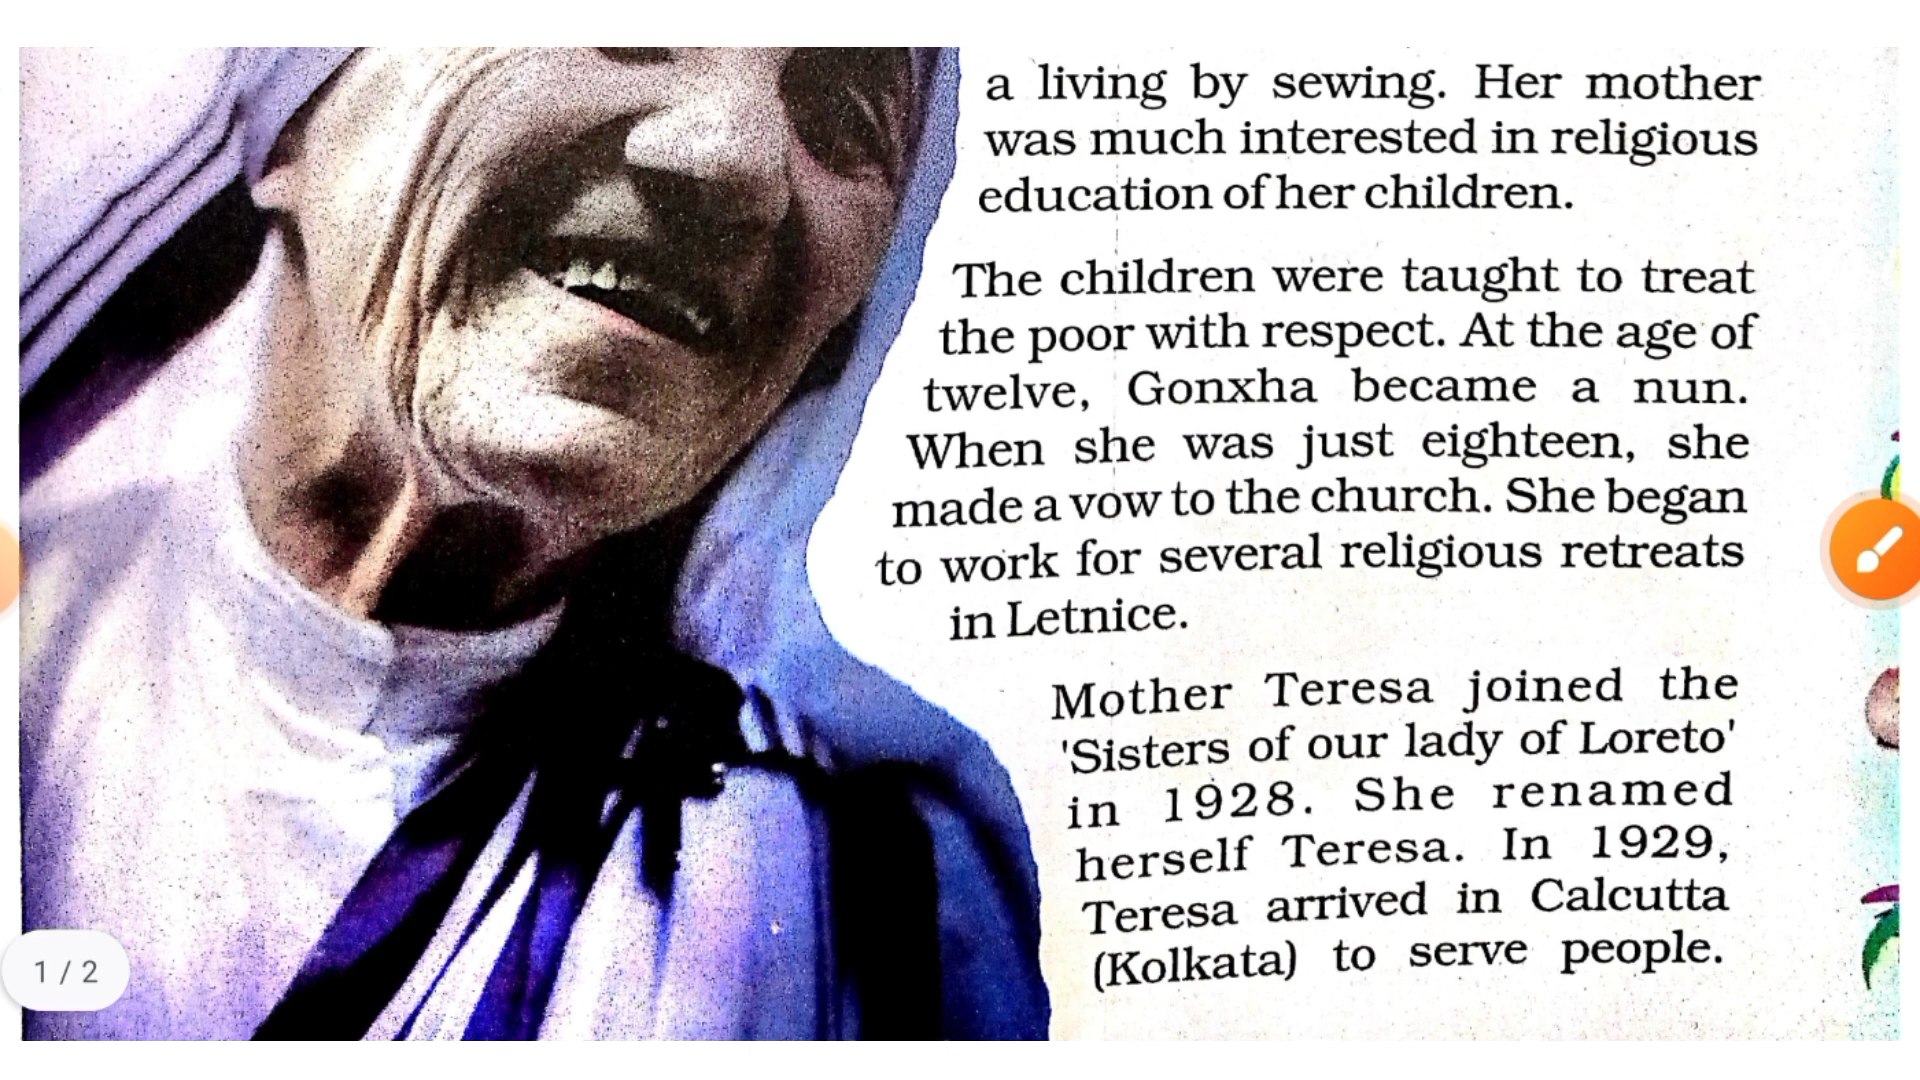 a living by sewing. Her mother
was much interested in religious
education of her children.
The children were taught to treat
the poor with respect. At the age of
twelve, Gonxha became a nun.
When she was just eighteen, she
made a vow to the church. She began
to work for several religious retreats
in Letnice.
Mother Teresa joined the
'Sisters of our lady of Loreto'
in 1928. She renamed
herself Teresa. In 1929,
Teresa arrived in Calcutta
(Kolkata) to serve people.
1 / 2